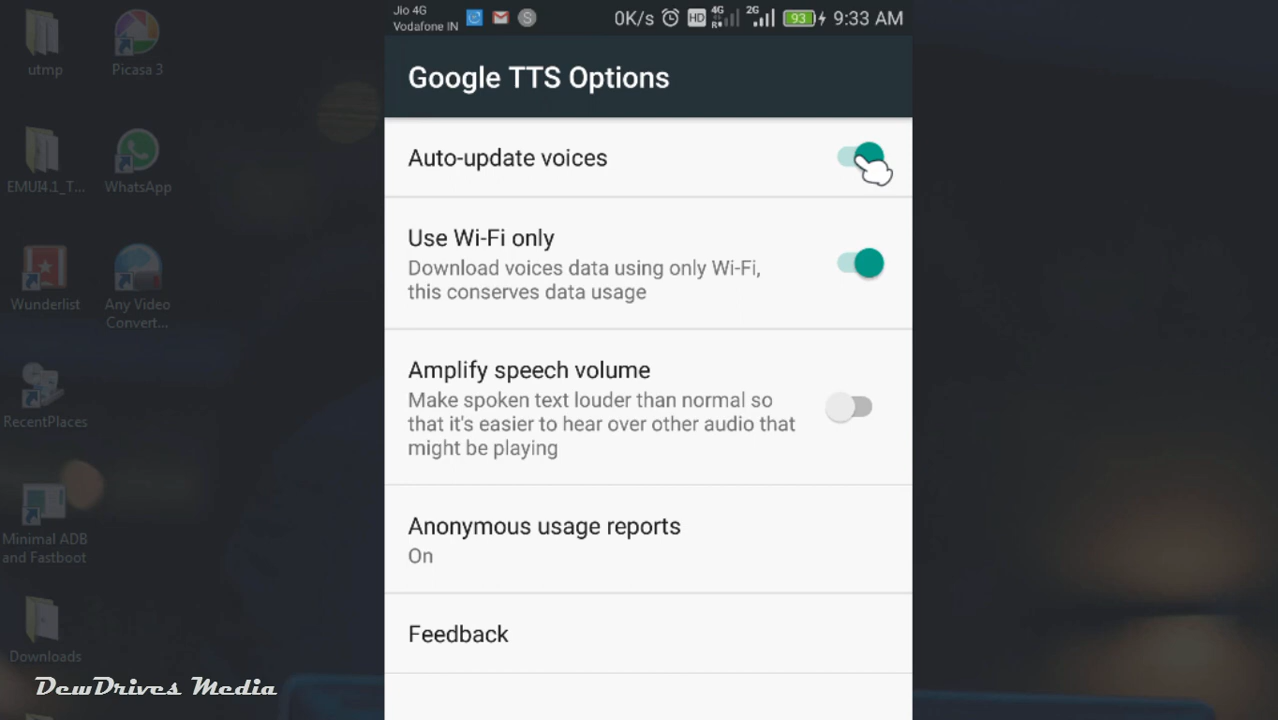 Jio 4G
Vodafone IN
S
0K/s
HD
4G
R
2G
93
9:33 AM
Google TTS Options
Auto-update voices
Use Wi-Fi only
Download voices data using only Wi-Fi,
this conserves data usage
Amplify speech volume
Make spoken text louder than normal so
that it's easier to hear over other audio that
might be playing
Anonymous usage reports
On
Feedback
utmp
Picasa 3
EMUI4.1_T...
WhatsApp
Wunderlist
Any Video
Convert...
RecentPlaces
Minimal ADB
and Fastboot
Downloads
DewDrives Media